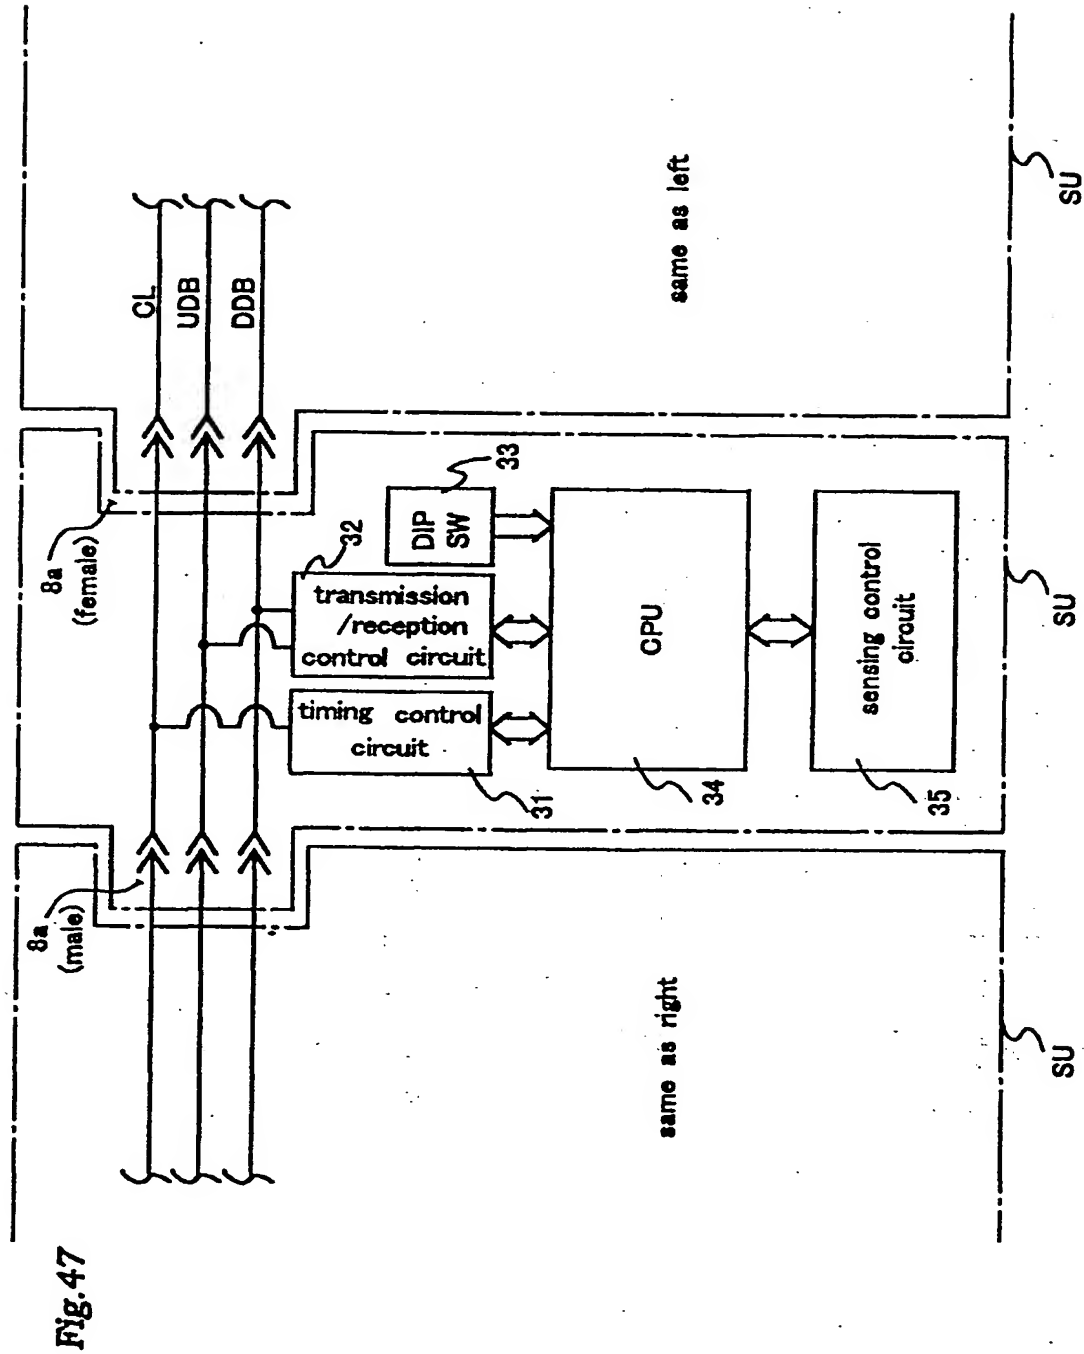 Fig.47
8a
(male)
8a
(female)
CL
UDB
DDB
timing control
circuit
31
transmission
/reception
control circuit
32
DIP
SW
33
CPU
34
sensing control
circuit
35
same as right
same as left
SU
SU
SU